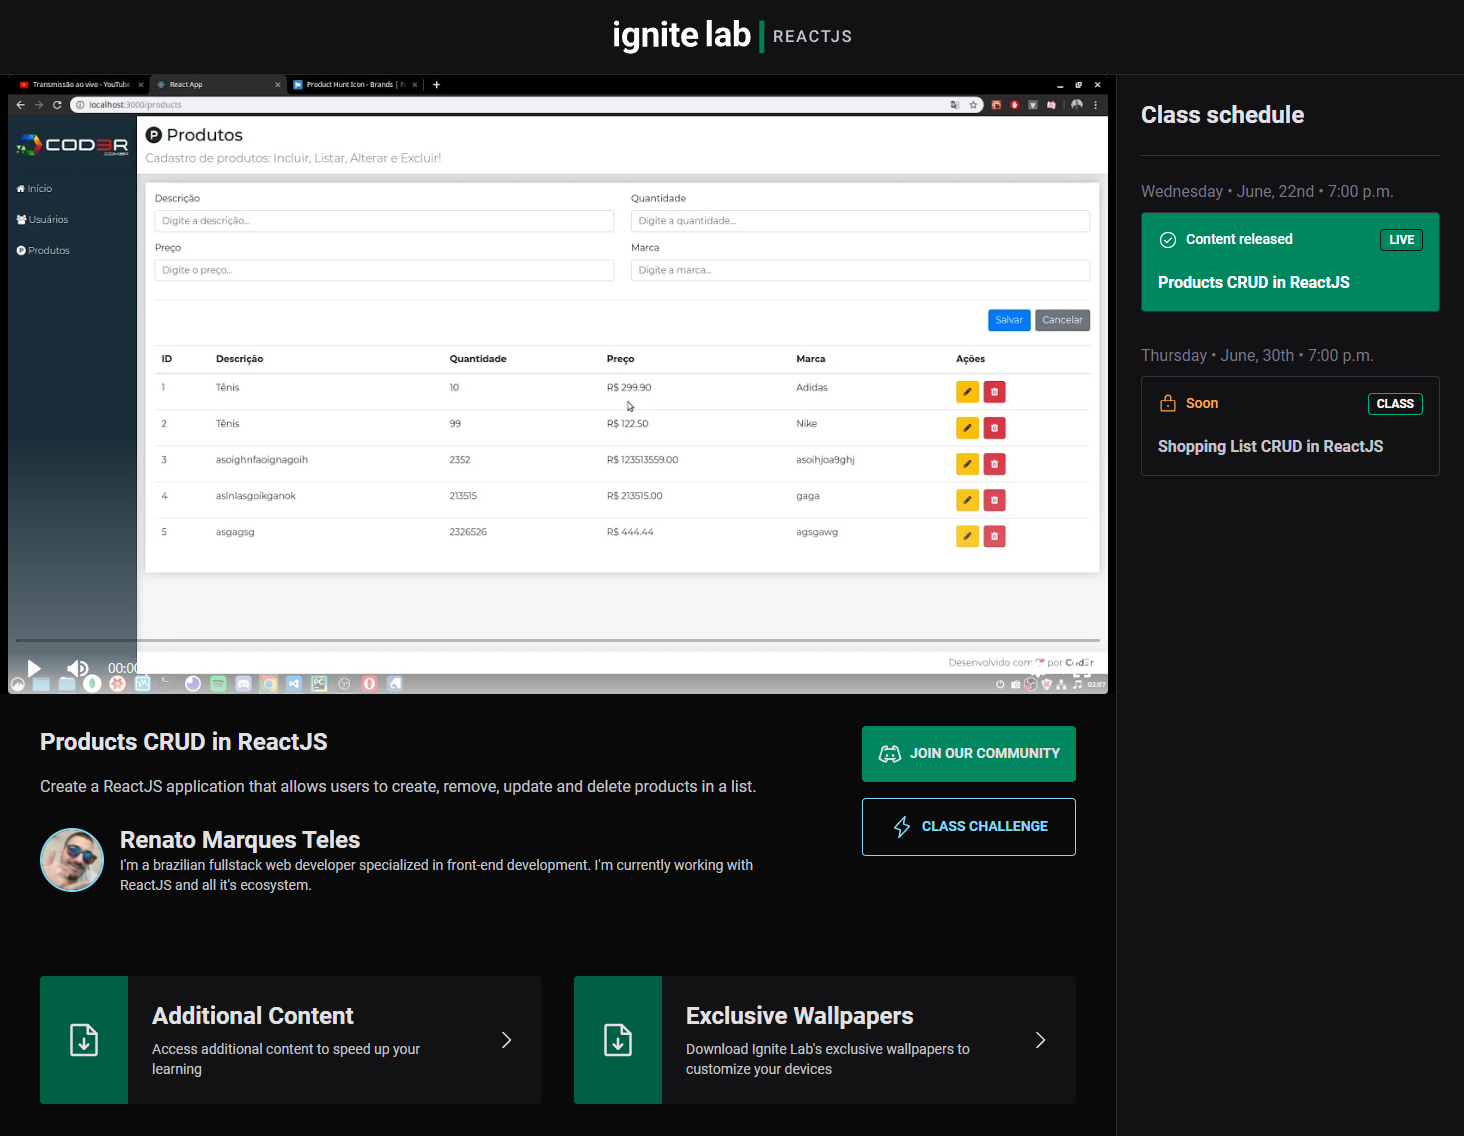 ignite lab REACTJS
Transmissão ao vivo - YouTube
React App
Product Hunt Icon - Brands
localhost:3000/products
COD3R
Início
Usuários
Produtos
Produtos
Cadastro de produtos: Incluir, Listar, Alterar e Excluir!
Descrição Quantidade
Digite a descrição... Digite a quantidade...
Preço Marca
Digite o preço... Digite a marca...
Salvar Cancelar
ID Descrição Quantidade Preço Marca Ações
1 Tênis 10 R$ 299.90 Adidas
2 Tênis 99 R$ 122.50 Nike
3 asoighnfaoignagoih 2352 R$ 123513559.00 asoihjoa9ghj
4 aslnlasgoikganok 213515 R$ 213515.00 gaga
5 asgagsg 2326526 R$ 444.44 agsgawg
Desenvolvido com por Cod3r
00:00
02:07
Class schedule
Wednesday • June, 22nd • 7:00 p.m.
Content released LIVE
Products CRUD in ReactJS
Thursday • June, 30th • 7:00 p.m.
Soon CLASS
Shopping List CRUD in ReactJS
Products CRUD in ReactJS
Create a ReactJS application that allows users to create, remove, update and delete products in a list.
Renato Marques Teles
I'm a brazilian fullstack web developer specialized in front-end development. I'm currently working with
ReactJS and all it's ecosystem.
JOIN OUR COMMUNITY
CLASS CHALLENGE
Additional Content
Access additional content to speed up your
learning
Exclusive Wallpapers
Download Ignite Lab's exclusive wallpapers to
customize your devices